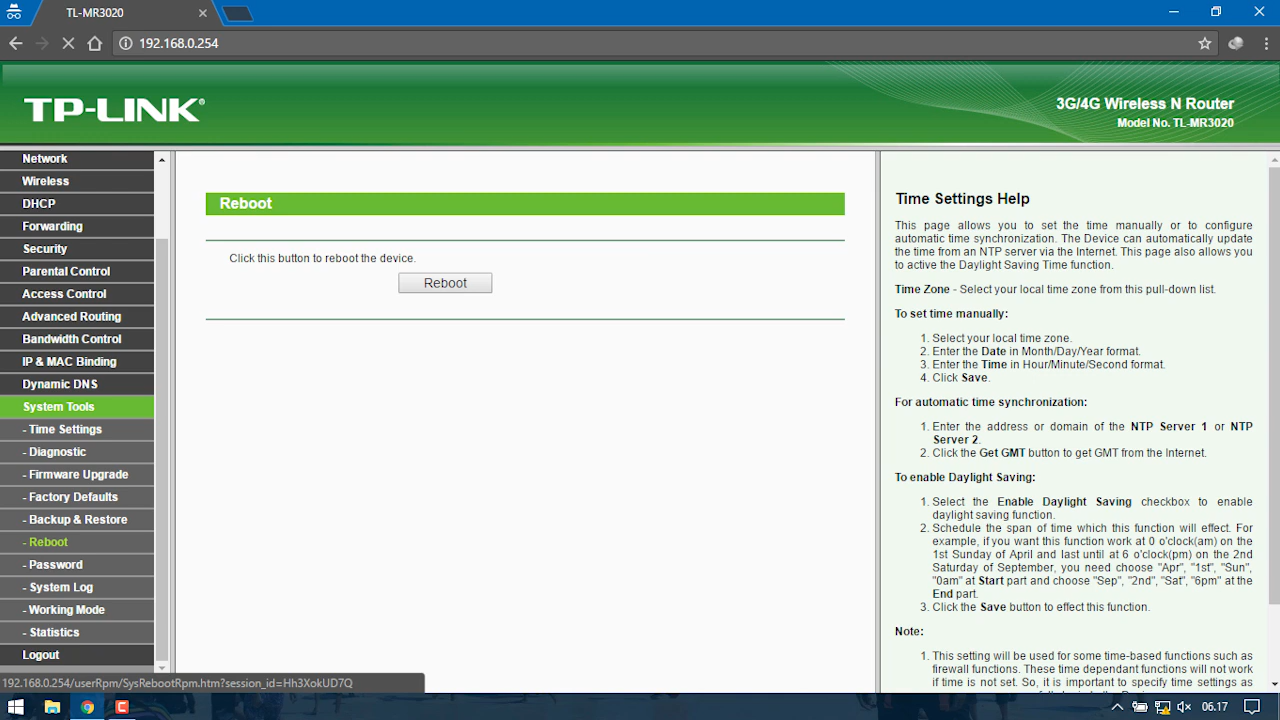 TL-MR3020
192.168.0.254
TP-LINK®
3G/4G Wireless N Router
Model No. TL-MR3020
Network
Wireless
DHCP
Forwarding
Security
Parental Control
Access Control
Advanced Routing
Bandwidth Control
IP & MAC Binding
Dynamic DNS
System Tools
- Time Settings
- Diagnostic
- Firmware Upgrade
- Factory Defaults
- Backup & Restore
- Reboot
- Password
- System Log
- Working Mode
- Statistics
Logout
Reboot
Click this button to reboot the device.
Reboot
Time Settings Help
This page allows you to set the time manually or to configure
automatic time synchronization. The Device can automatically update
the time from an NTP server via the Internet. This page also allows you
to active the Daylight Saving Time function.
Time Zone - Select your local time zone from this pull-down list.
To set time manually:
1. Select your local time zone.
2. Enter the Date in Month/Day/Year format.
3. Enter the Time in Hour/Minute/Second format.
4. Click Save.
For automatic time synchronization:
1. Enter the address or domain of the NTP Server 1 or NTP
Server 2.
2. Click the Get GMT button to get GMT from the Internet.
To enable Daylight Saving:
1. Select the Enable Daylight Saving checkbox to enable
daylight saving function.
2. Schedule the span of time which this function will effect. For
example, if you want this function work at 0 o'clock(am) on the
1st Sunday of April and last until at 6 o'clock(pm) on the 2nd
Saturday of September, you need choose "Apr", "1st", "Sun",
"0am" at Start part and choose "Sep", "2nd", "Sat", "6pm" at the
End part.
3. Click the Save button to effect this function.
Note:
1. This setting will be used for some time-based functions such as
firewall functions. These time dependant functions will not work
if time is not set. So, it is important to specify time settings as
192.168.0.254/userRpm/SysRebootRpm.htm?session_id=Hh3XokUD7Q
06.17